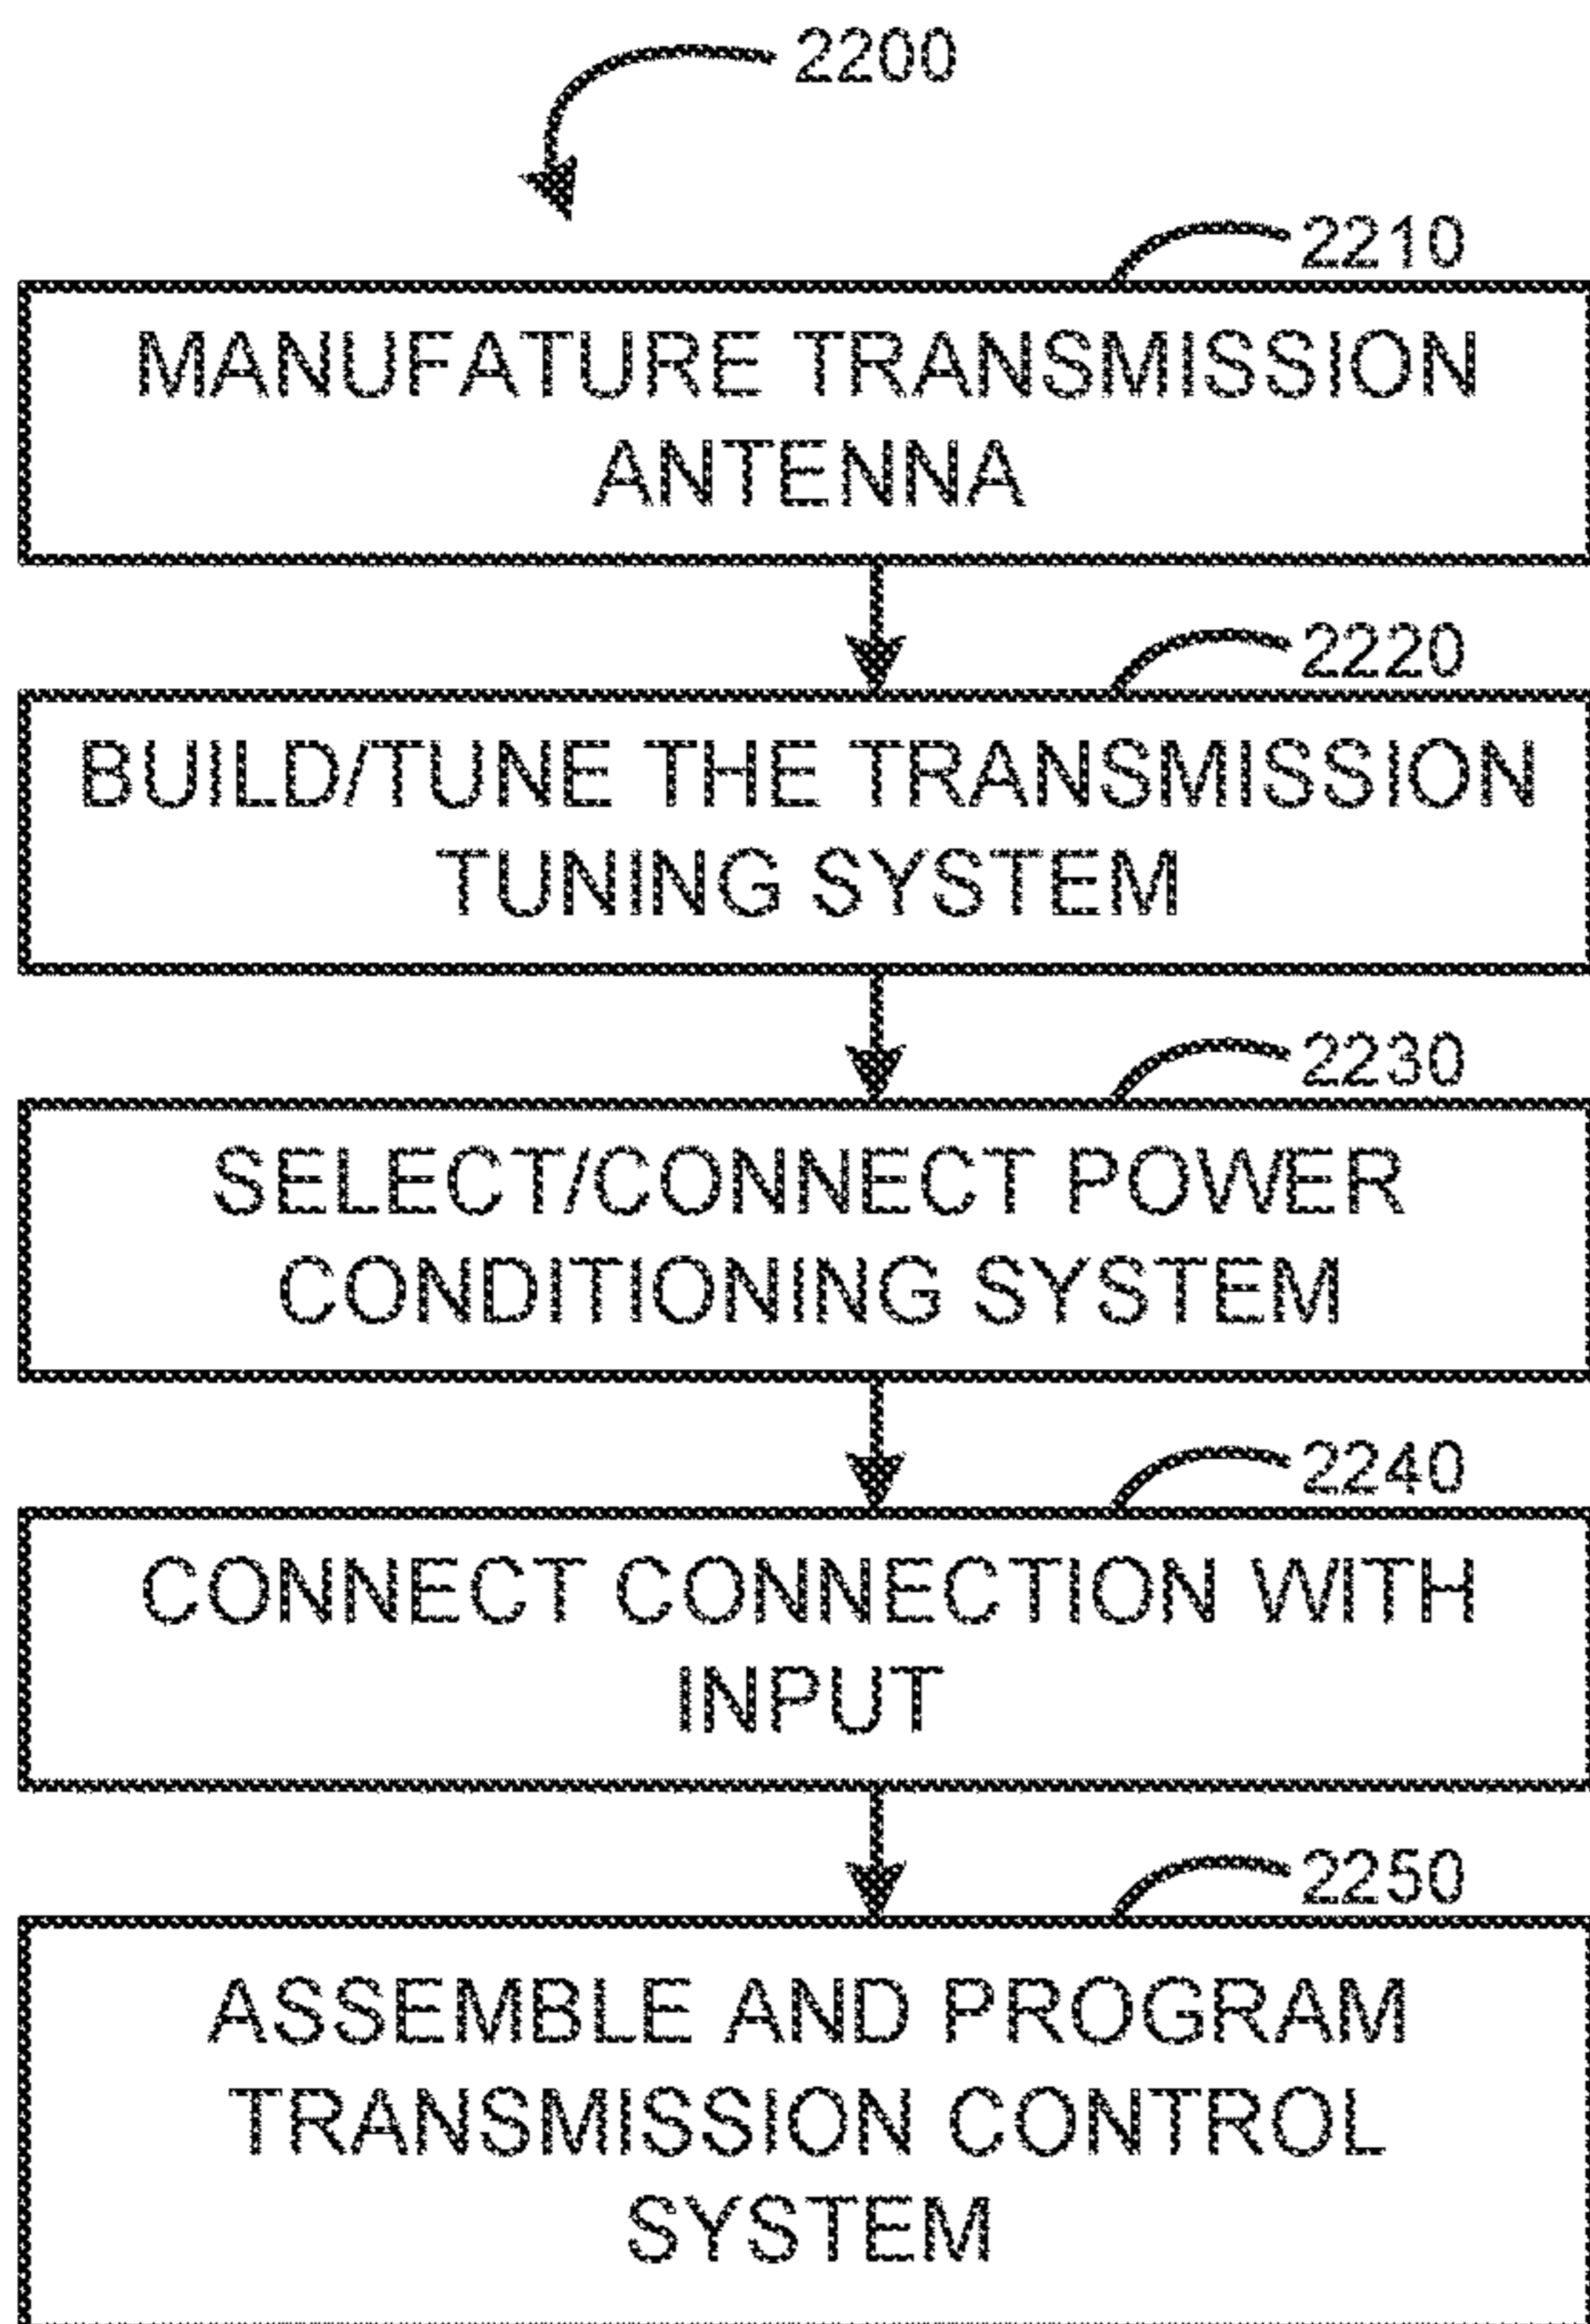 2200
2210
MANUFATURE TRANSMISSION
ANTENNA
2220
BUILD/TUNE THE TRANSMISSION
TUNING SYSTEM
2230
SELECT/CONNECT POWER
CONDITIONING SYSTEM
2240
CONNECT CONNECTION WITH
INPUT
2250
ASSEMBLE AND PROGRAM
TRANSMISSION CONTROL
SYSTEM